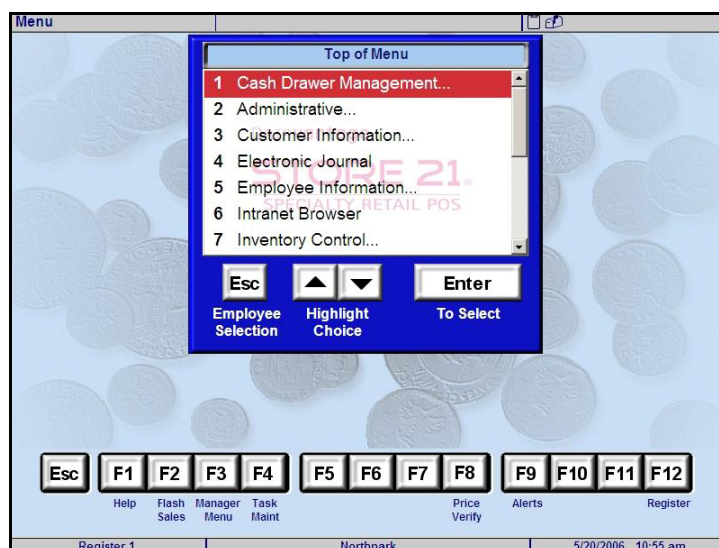 Menu
Top of Menu
1 Cash Drawer Management...
2 Administrative...
3 Customer Information...
4 Electronic Journal
STORE 21
5 Employee Information...
SPECIALTY RETAIL POS
6 Intranet Browser
7 Inventory Control...
Esc
Enter
Employee Selection
Highlight Choice
To Select
Esc F1 F2 F3 F4 F5 F6 F7 F8 F9 F10 F11 F12
Help
Flash Sales
Manager Menu
Task Maint
Price Verify
Alerts
Register
Register 1 Northpark 5/20/2006 10:55 am